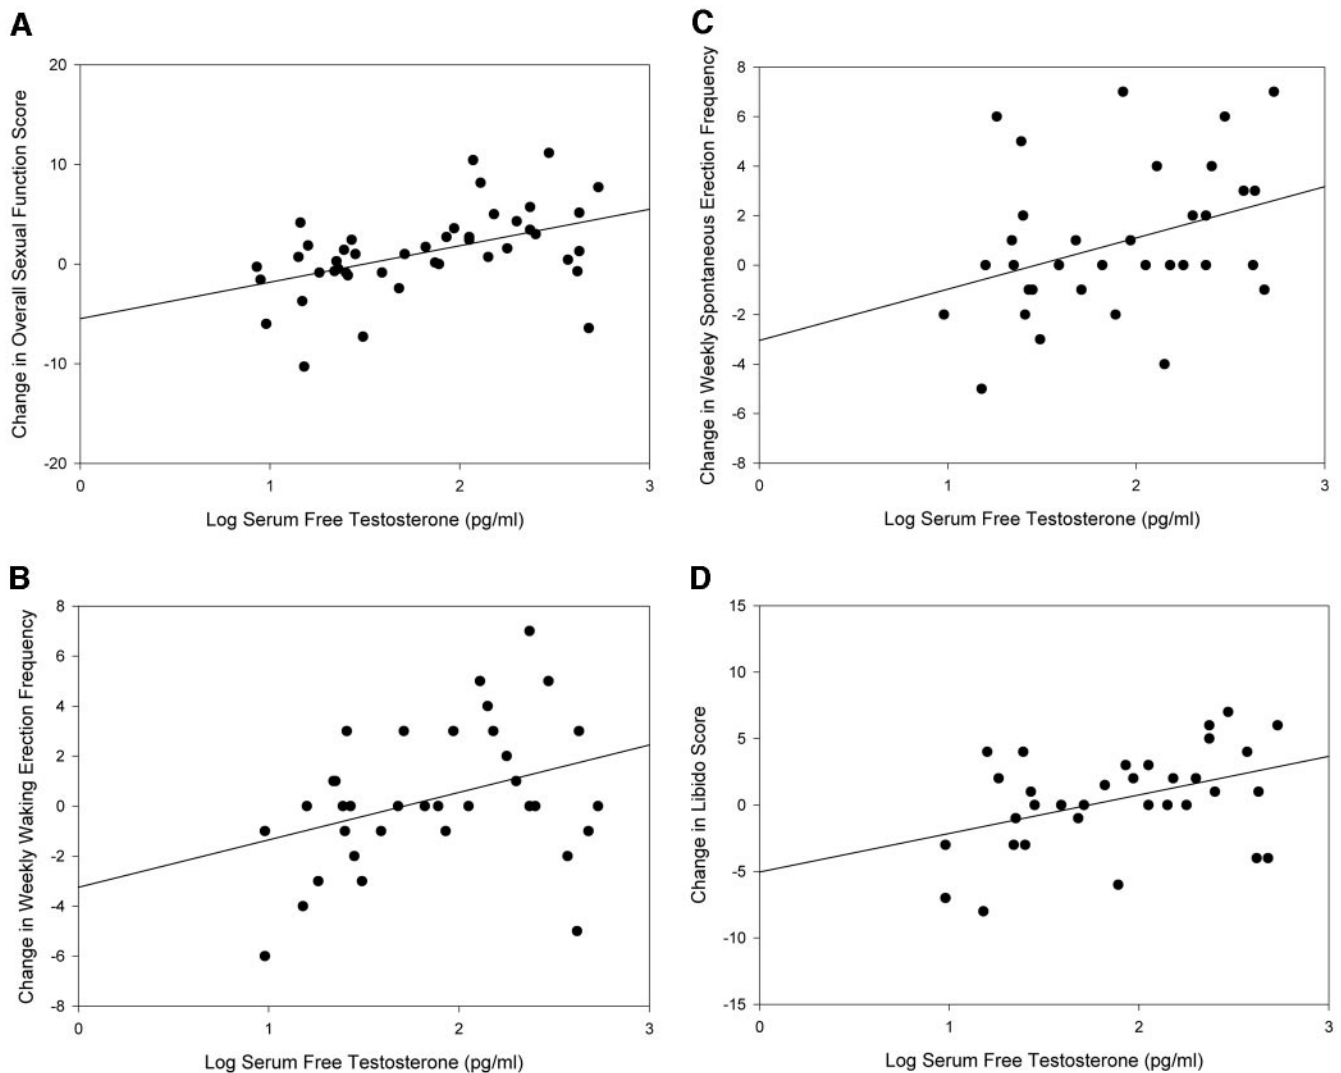 A
Change in Overall Sexual Function Score
20
10
0
-10
-20
0 1 2 3
Log Serum Free Testosterone (pg/ml)
C
Change in Weekly Spontaneous Erection Frequency
8
6
4
2
0
-2
-4
-6
-8
0 1 2 3
Log Serum Free Testosterone (pg/ml)
B
Change in Weekly Waking Erection Frequency
8
6
4
2
0
-2
-4
-6
-8
0 1 2 3
Log Serum Free Testosterone (pg/ml)
D
Change in Libido Score
15
10
5
0
-5
-10
-15
0 1 2 3
Log Serum Free Testosterone (pg/ml)